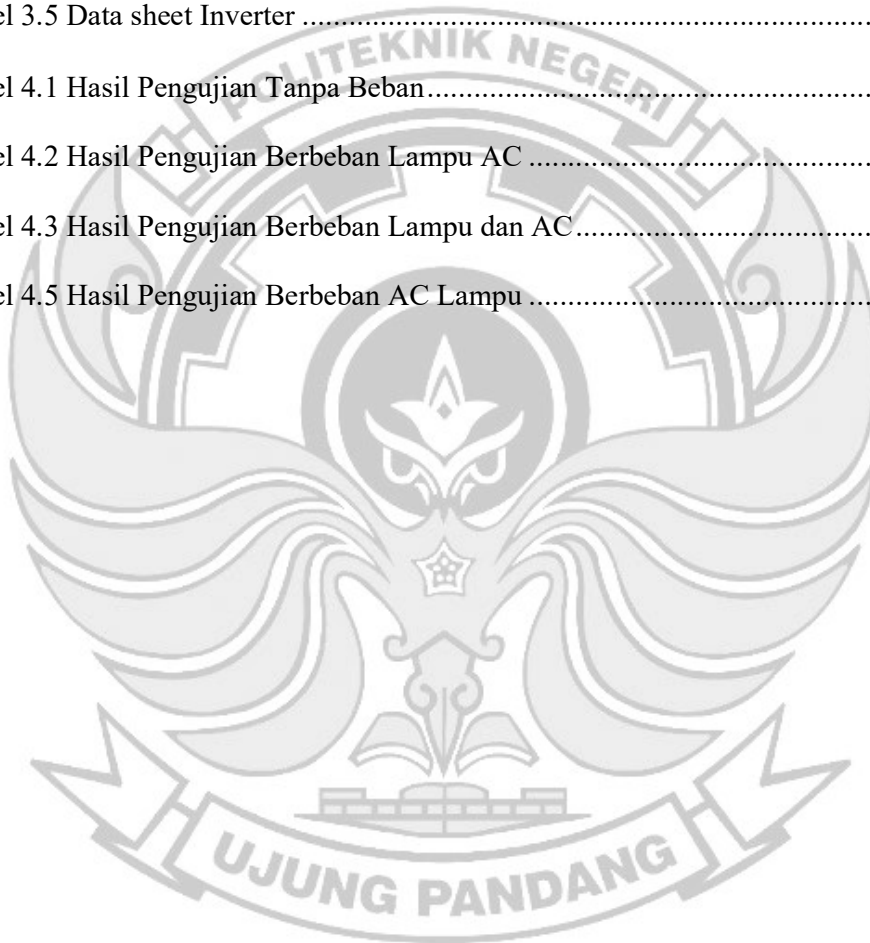 el 3.5 Data sheet Inverter ..........................................................................
el 4.1 Hasil Pengujian Tanpa Beban..........................................................
el 4.2 Hasil Pengujian Berbeban Lampu AC ............................................
el 4.3 Hasil Pengujian Berbeban Lampu dan AC......................................
el 4.5 Hasil Pengujian Berbeban AC Lampu ............................................
POLITEKNIK NEGERI
UJUNG PANDANG